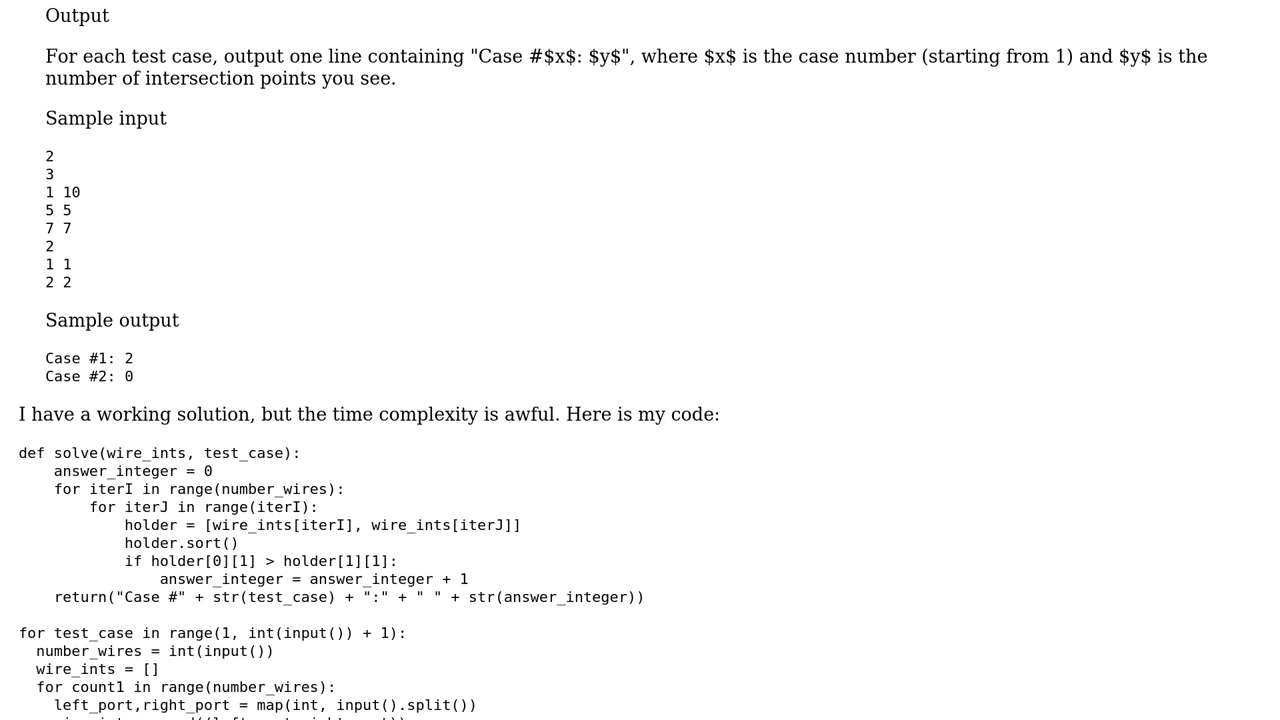 Output
For each test case, output one line containing "Case #$x$: $y$", where $x$ is the case number (starting from 1) and $y$ is the
number of intersection points you see.
Sample input
2
3
1 10
5 5
7 7
2
1 1
2 2
Sample output
Case #1: 2
Case #2: 0
I have a working solution, but the time complexity is awful. Here is my code:
def solve(wire_ints, test_case):
    answer_integer = 0
    for iterI in range(number_wires):
        for iterJ in range(iterI):
            holder = [wire_ints[iterI], wire_ints[iterJ]]
            holder.sort()
            if holder[0][1] > holder[1][1]:
                answer_integer = answer_integer + 1
    return("Case #" + str(test_case) + ":" + " " + str(answer_integer))
for test_case in range(1, int(input()) + 1):
  number_wires = int(input())
  wire_ints = []
  for count1 in range(number_wires):
    left_port,right_port = map(int, input().split())